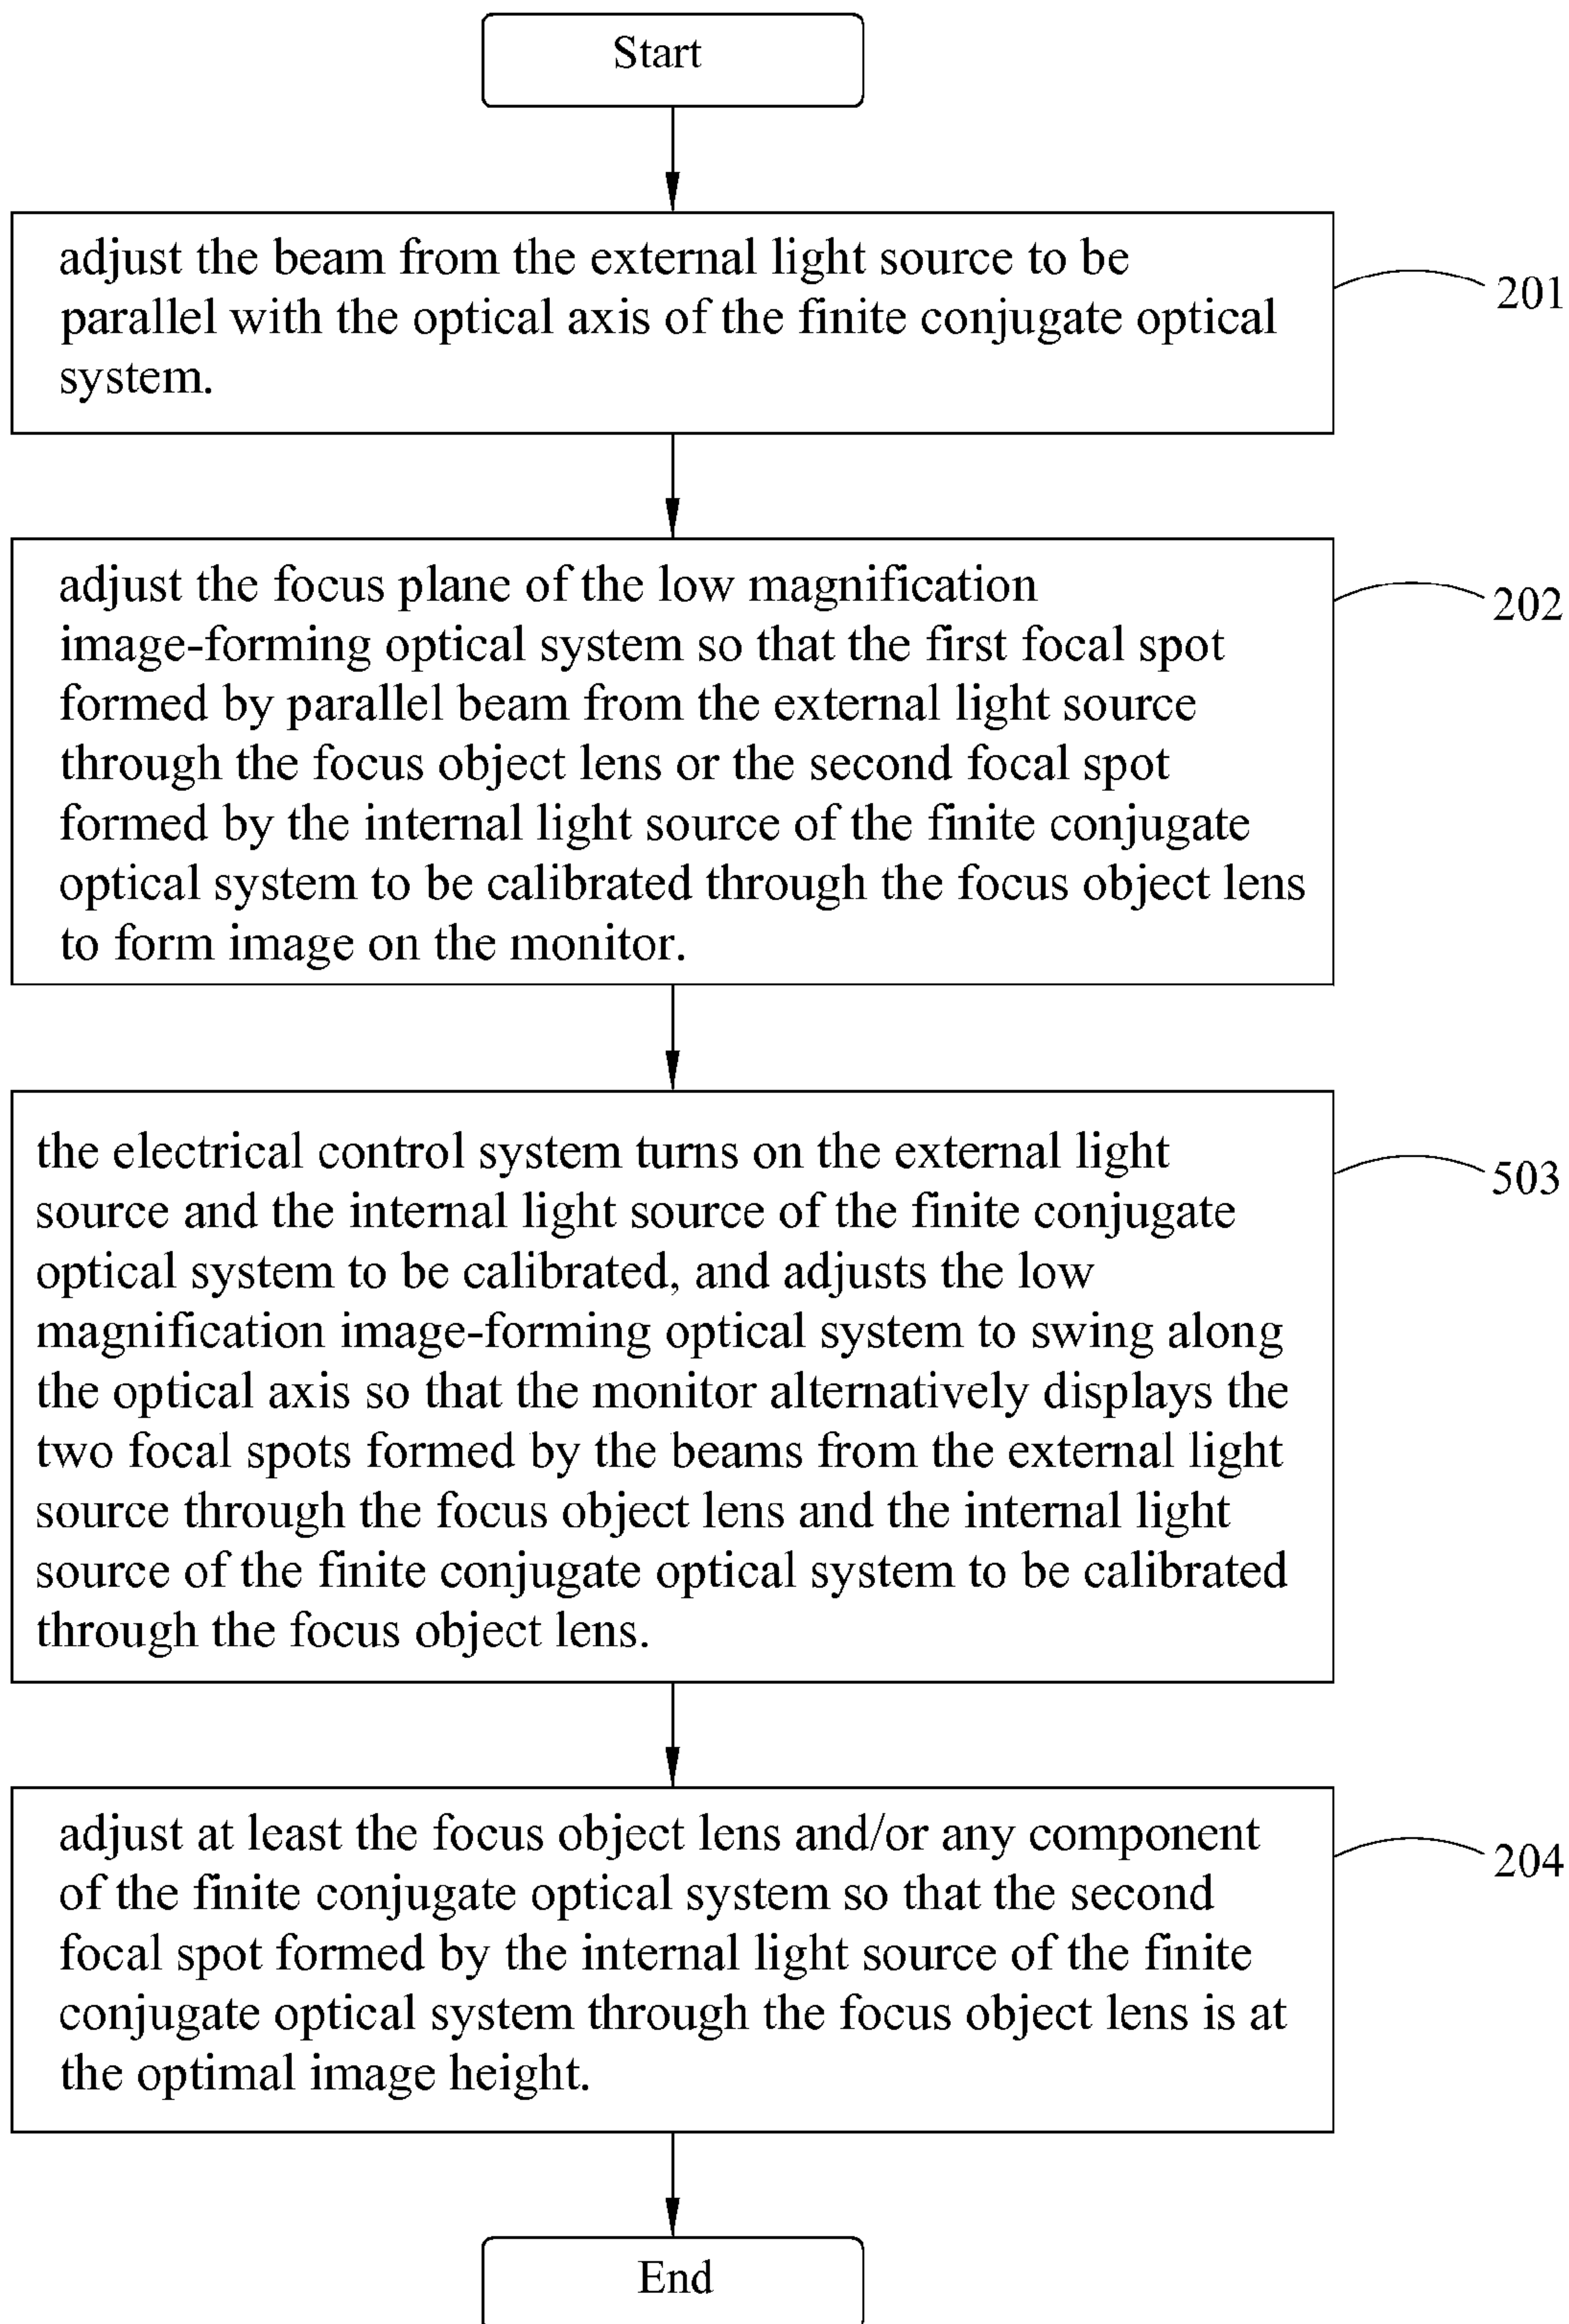 Start
adjust the beam from the external light source to be
parallel with the optical axis of the finite conjugate optical
system.
201
adjust the focus plane of the low magnification
image-forming optical system so that the first focal spot
formed by parallel beam from the external light source
through the focus object lens or the second focal spot
formed by the internal light source of the finite conjugate
optical system to be calibrated through the focus object lens
to form image on the monitor.
202
the electrical control system turns on the external light
source and the internal light source of the finite conjugate
optical system to be calibrated, and adjusts the low
magnification image-forming optical system to swing along
the optical axis so that the monitor alternatively displays the
two focal spots formed by the beams from the external light
source through the focus object lens and the internal light
source of the finite conjugate optical system to be calibrated
through the focus object lens.
503
adjust at least the focus object lens and/or any component
of the finite conjugate optical system so that the second
focal spot formed by the internal light source of the finite
conjugate optical system through the focus object lens is at
the optimal image height.
204
End